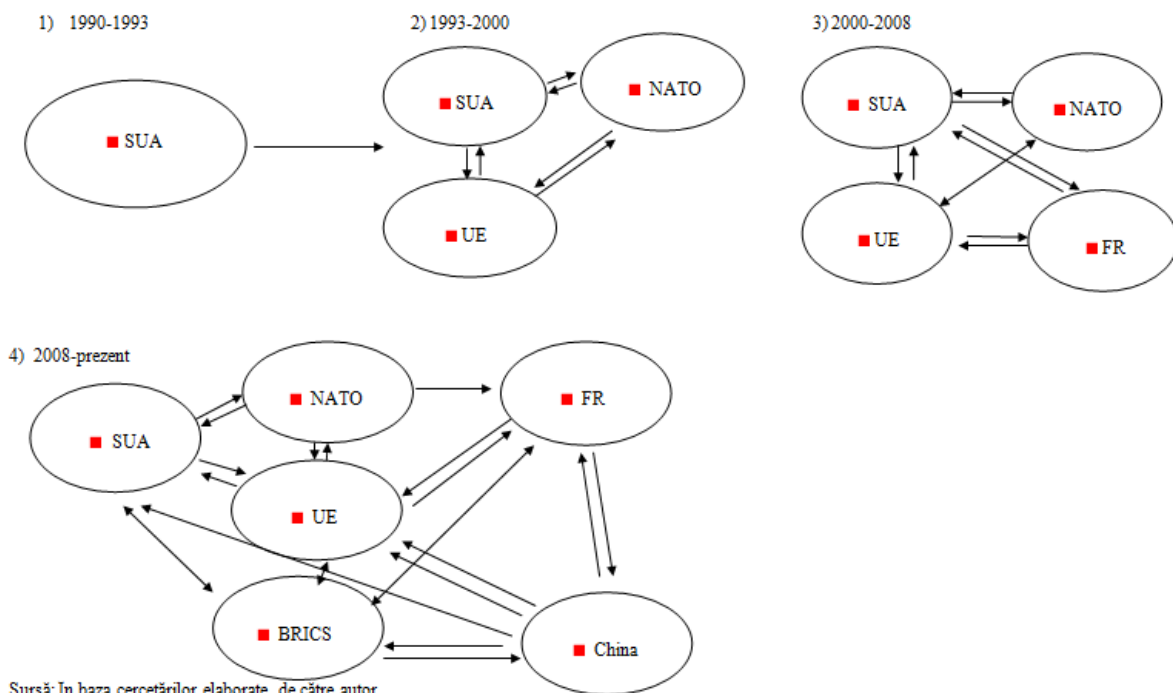 1) 1990-1993
2) 1993-2000
3) 2000-2008
SUA
SUA
NATO
UE
SUA
NATO
UE
FR
4) 2008-prezent
NATO
FR
SUA
UE
BRICS
China
Sursă: In baza cercetărilor elaborate de către autor